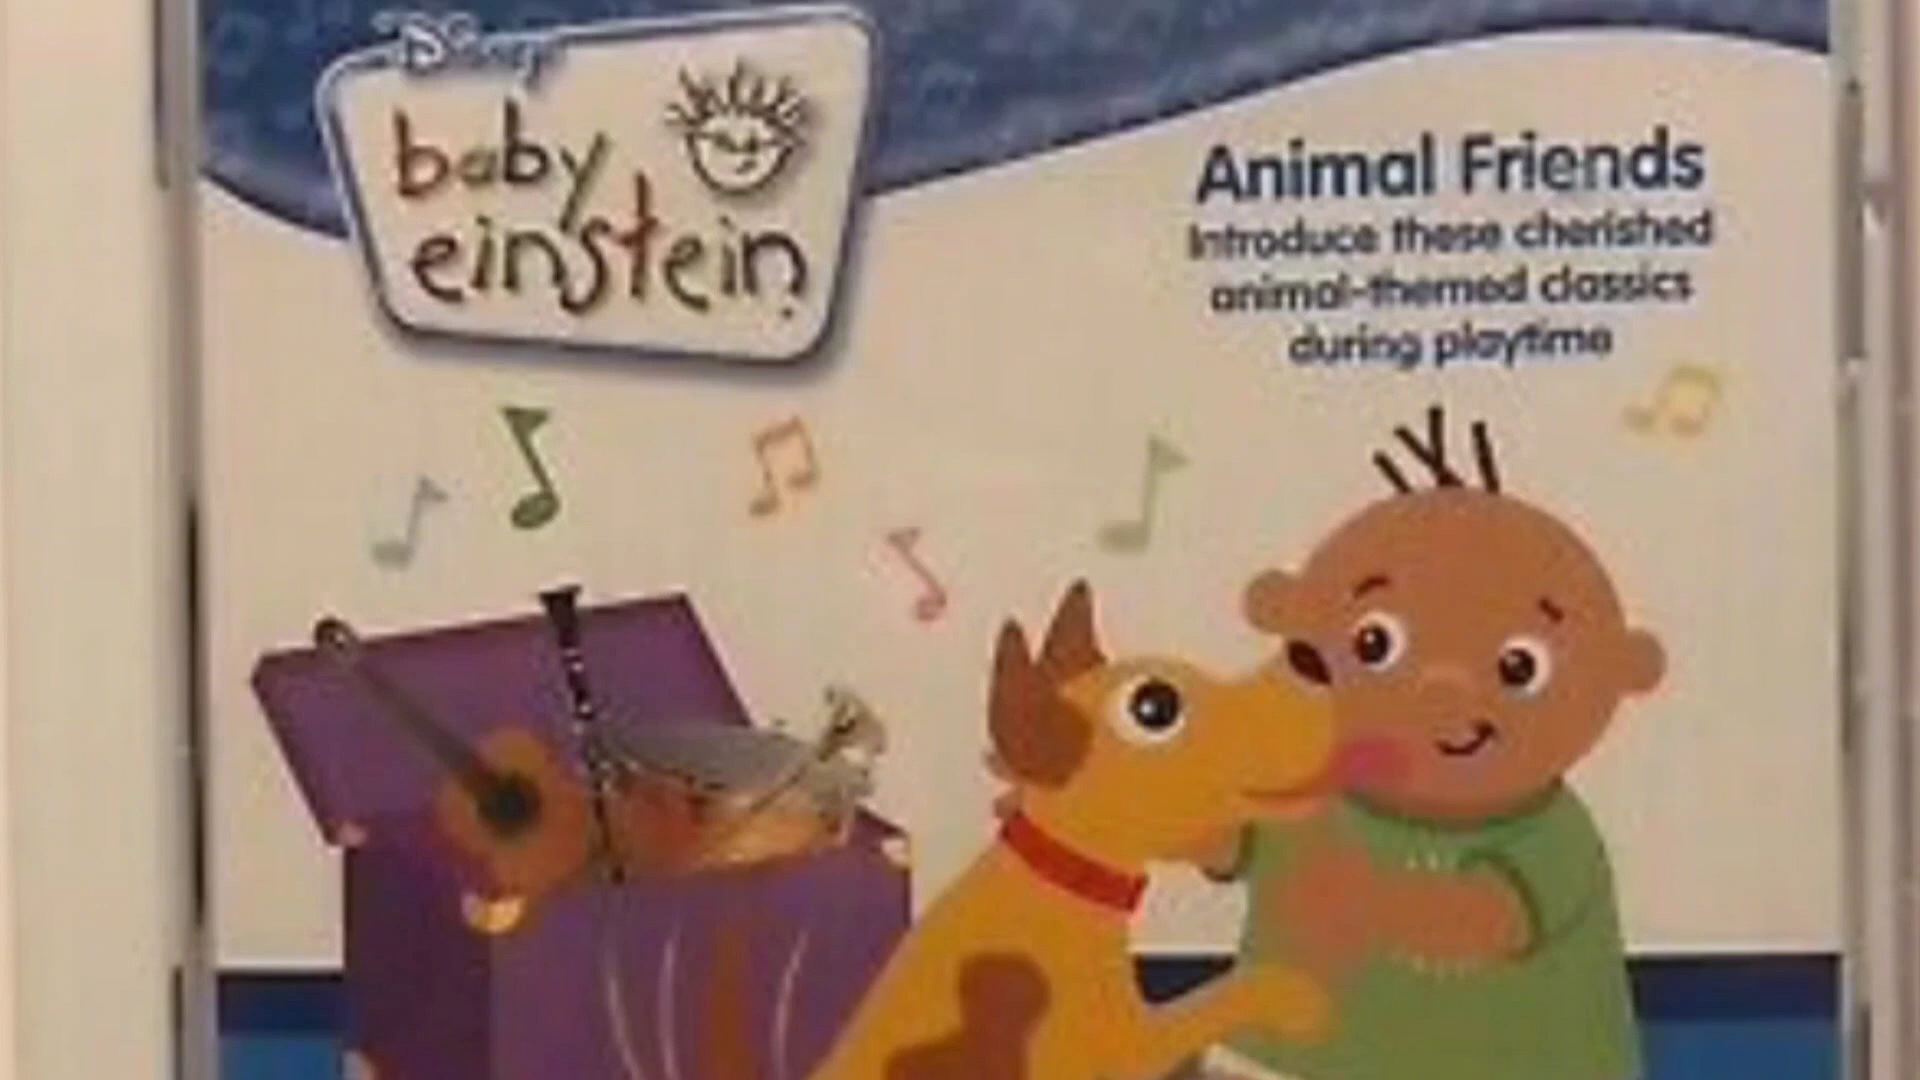 Disney
baby
einstein
Animal Friends
Introduce these cherished
animal-themed classics
during playtime